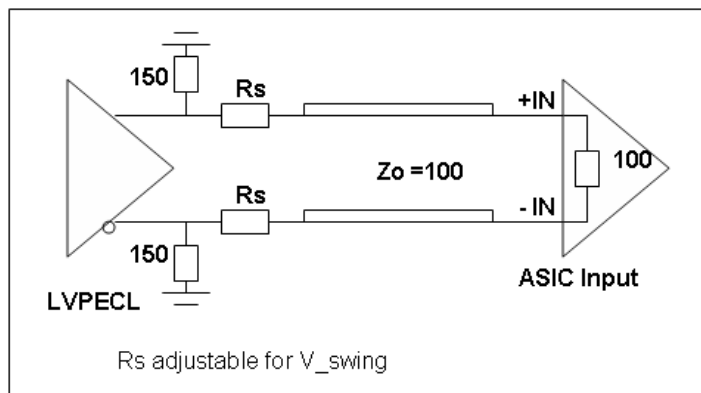 150
Rs
+IN
Zo =100
100
Rs
- IN
150
ASIC Input
LVPECL
Rs adjustable for V_swing